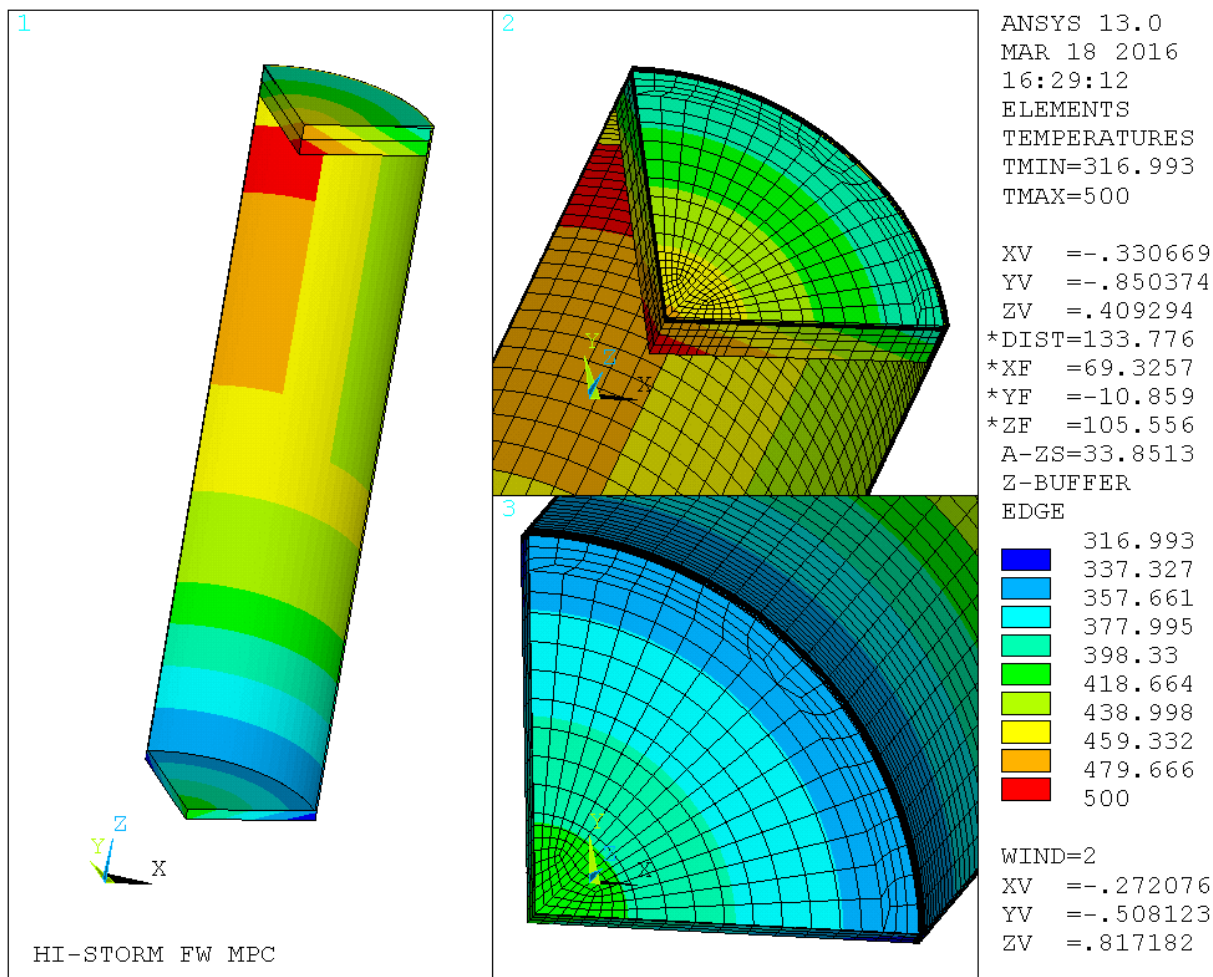 1
2
3
Z
Y
X
HI-STORM FW MPC
Y
Z
X
Y
Z
X
ANSYS 13.0
MAR 18 2016
16:29:12
ELEMENTS
TEMPERATURES
TMIN=316.993
TMAX=500
XV =-.330669
YV =-.850374
ZV =.409294
*DIST=133.776
*XF =69.3257
*YF =-10.859
*ZF =105.556
A-ZS=33.8513
Z-BUFFER
EDGE
316.993
337.327
357.661
377.995
398.33
418.664
438.998
459.332
479.666
500
WIND=2
XV =-.272076
YV =-.508123
ZV =.817182